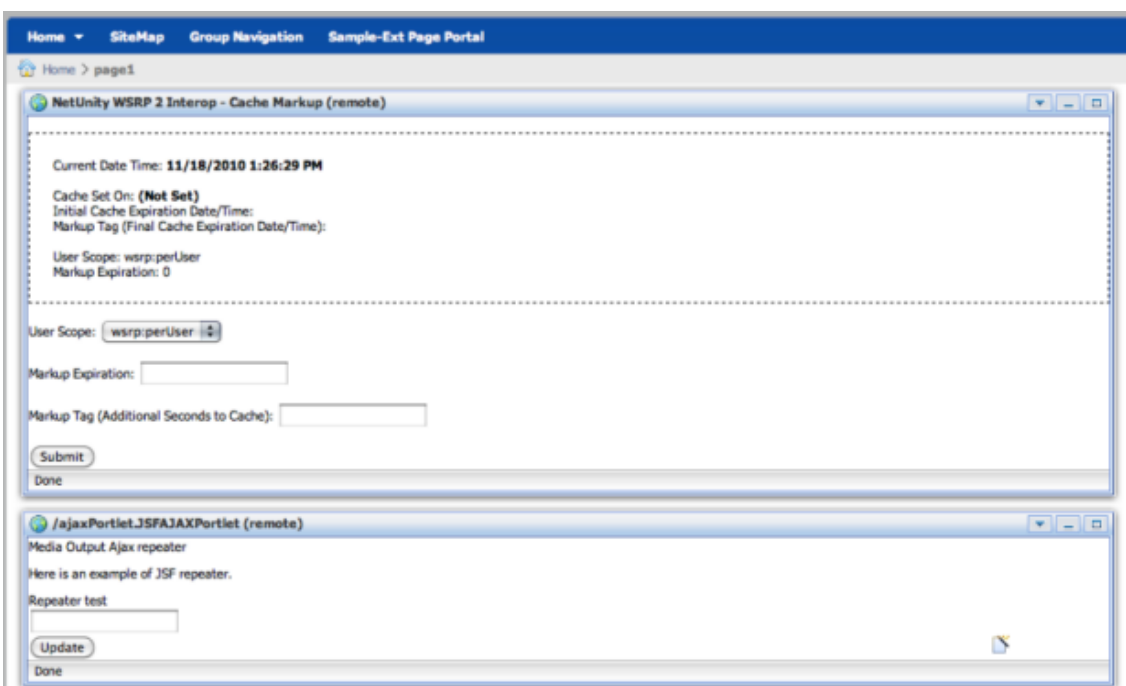 Home SiteMap Group Navigation Sample-Ext Page Portal
Home > page1
NetUnity WSRP 2 Interop - Cache Markup (remote)
Current Date Time: 11/18/2010 1:26:29 PM
Cache Set On: (Not Set)
Initial Cache Expiration Date/Time:
Markup Tag (Final Cache Expiration Date/Time):
User Scope: wsrp:perUser
Markup Expiration: 0
User Scope: wsrp:perUser
Markup Expiration:
Markup Tag (Additional Seconds to Cache):
Submit
Done
/ajaxPortlet.JSFAJAXPortlet (remote)
Media Output Ajax repeater
Here is an example of JSF repeater.
Repeater test
Update
Done